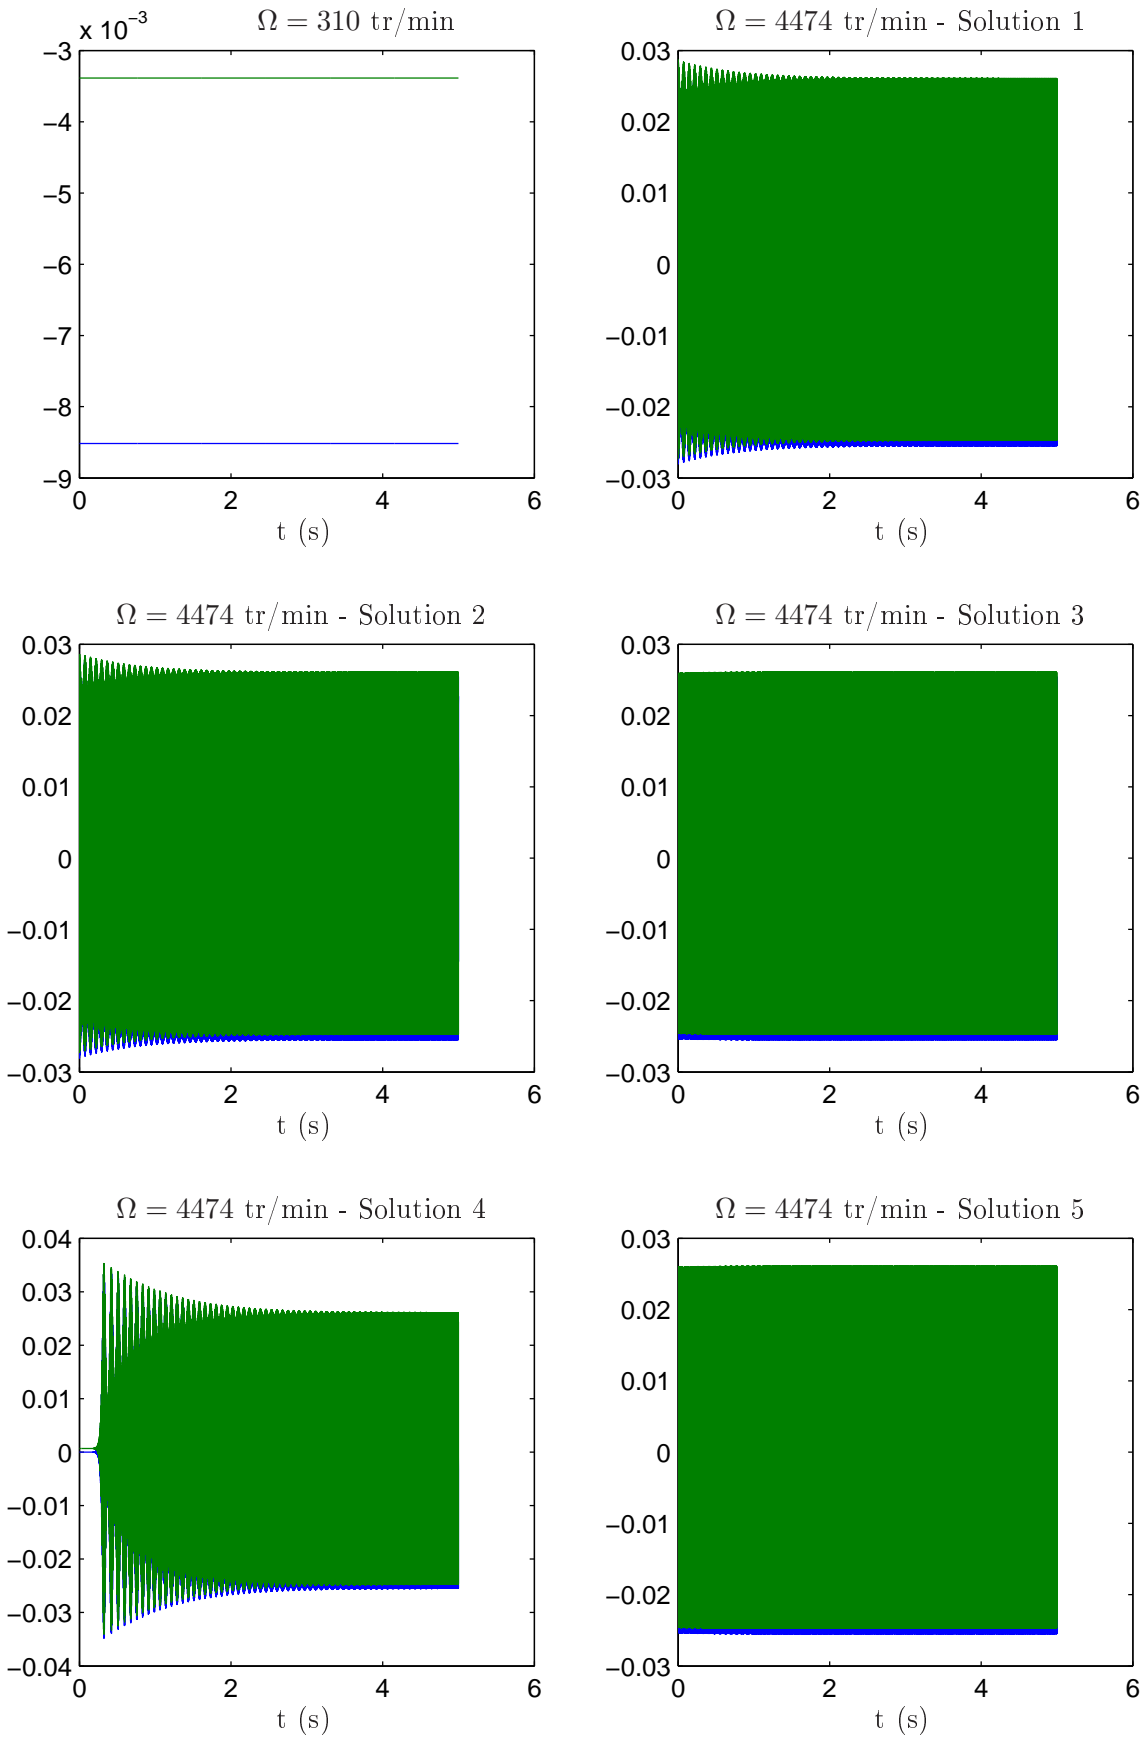 x 10−3
Ω = 310 tr/min
−3
−4
−5
−6
−7
−8
−9
0 2 4 6
t (s)
Ω = 4474 tr/min - Solution 1
0.03
0.02
0.01
0
−0.01
−0.02
−0.03
0 2 4 6
t (s)
Ω = 4474 tr/min - Solution 2
0.03
0.02
0.01
0
−0.01
−0.02
−0.03
0 2 4 6
t (s)
Ω = 4474 tr/min - Solution 3
0.03
0.02
0.01
0
−0.01
−0.02
−0.03
0 2 4 6
t (s)
Ω = 4474 tr/min - Solution 4
0.04
0.03
0.02
0.01
0
−0.01
−0.02
−0.03
−0.04
0 2 4 6
t (s)
Ω = 4474 tr/min - Solution 5
0.03
0.02
0.01
0
−0.01
−0.02
−0.03
0 2 4 6
t (s)